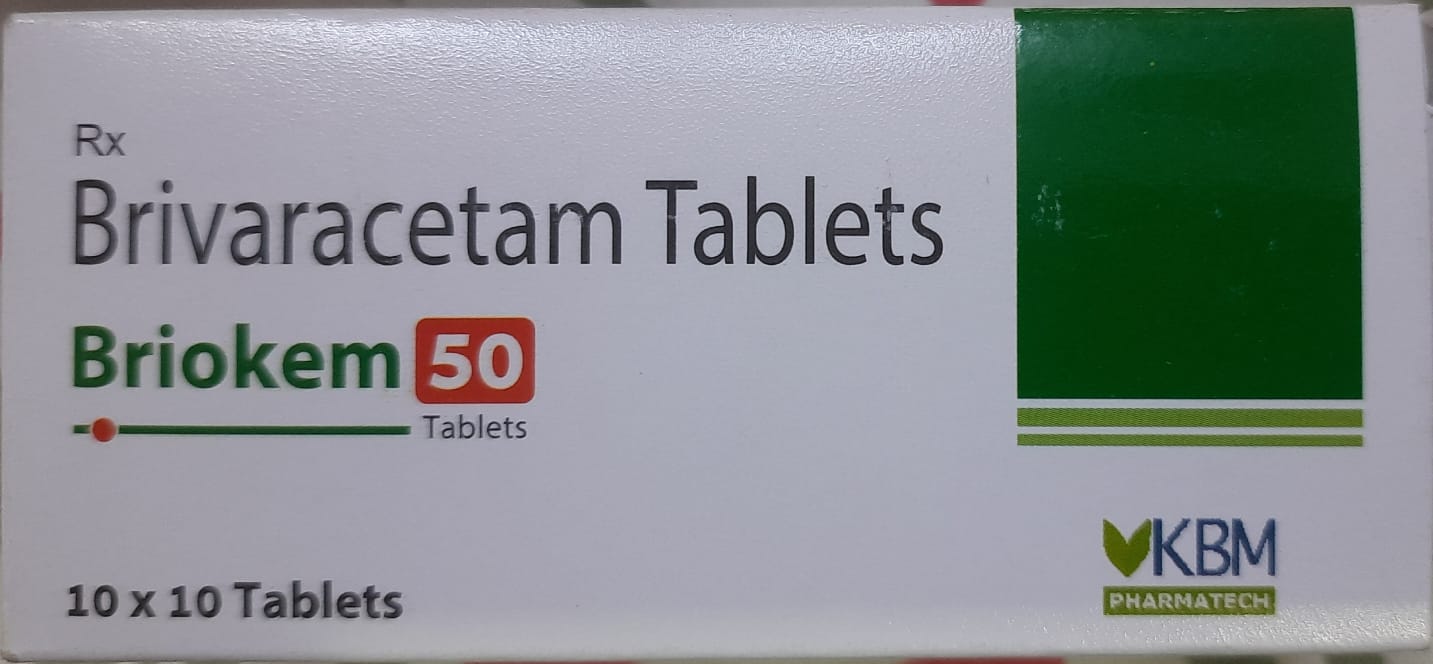 Rx
Brivaracetam Tablets
Briokem 50
Tablets
10 x 10 Tablets
KBM
PHARMATECH